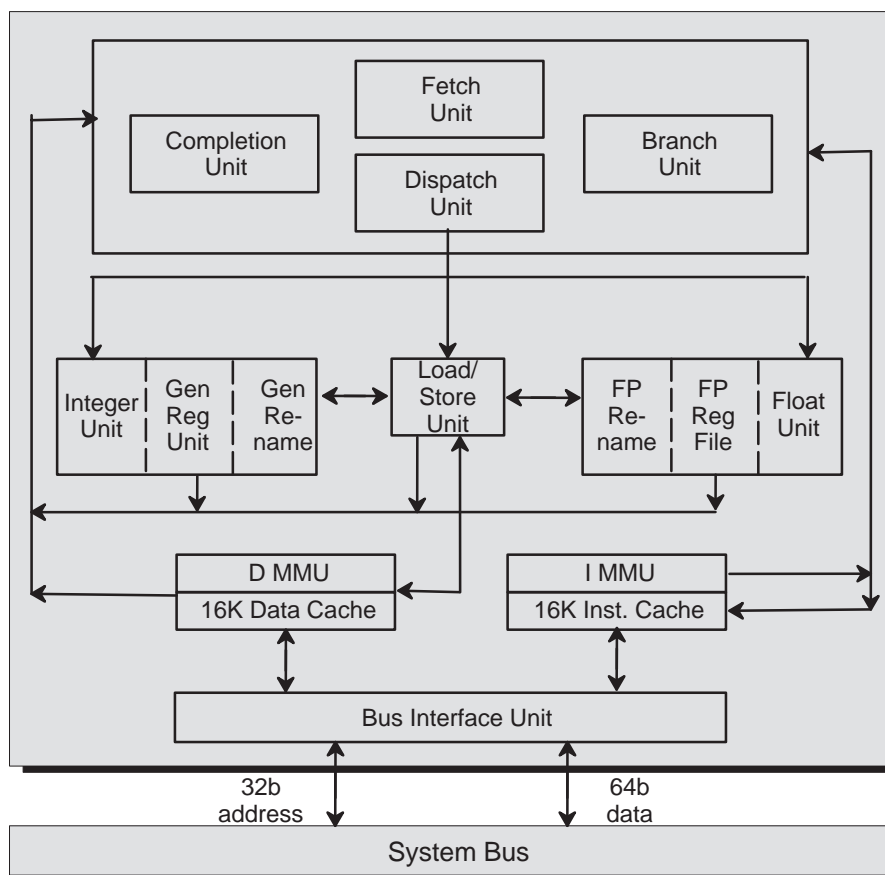 Fetch
Unit
Completion
Unit
Branch
Unit
Dispatch
Unit
Integer
Unit
Gen
Reg
Unit
Gen
Re-
name
Load/
Store
Unit
FP
Re-
name
FP
Reg
File
Float
Unit
D MMU
16K Data Cache
I MMU
16K Inst. Cache
Bus Interface Unit
32b
address
64b
data
System Bus